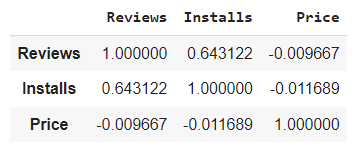 Reviews Installs Price
Reviews 1.000000 0.643122 -0.009667
Installs 0.643122 1.000000 -0.011689
Price -0.009667 -0.011689 1.000000